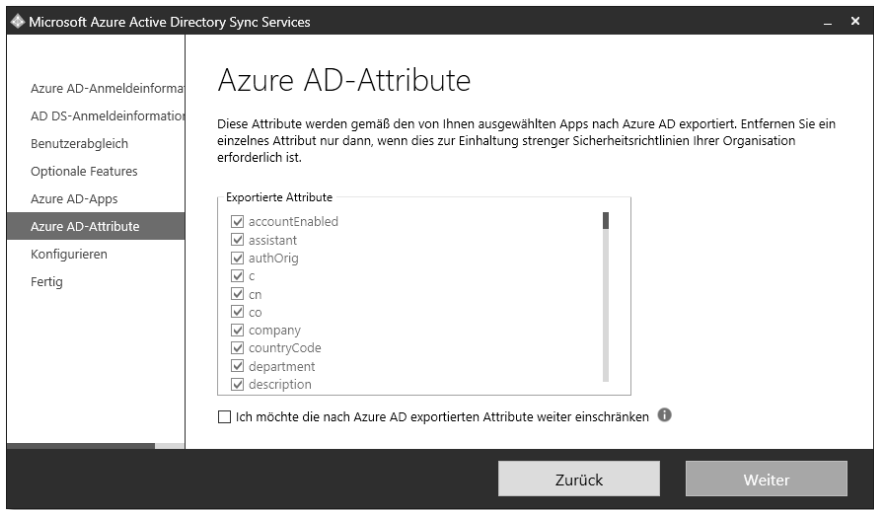 Microsoft Azure Active Directory Sync Services
Azure AD-Anmeldeinforma
AD DS-Anmeldeinformation
Benutzerabgleich
Optionale Features
Azure AD-Apps
Azure AD-Attribute
Konfigurieren
Fertig
Azure AD-Attribute
Diese Attribute werden gemäß den von Ihnen ausgewählten Apps nach Azure AD exportiert. Entfernen Sie ein
einzelnes Attribut nur dann, wenn dies zur Einhaltung strenger Sicherheitsrichtlinien Ihrer Organisation
erforderlich ist.
Exportierte Attribute
accountEnabled
assistant
authOrig
c
cn
co
company
countryCode
department
description
Ich möchte die nach Azure AD exportierten Attribute weiter einschränken
Zurück
Weiter